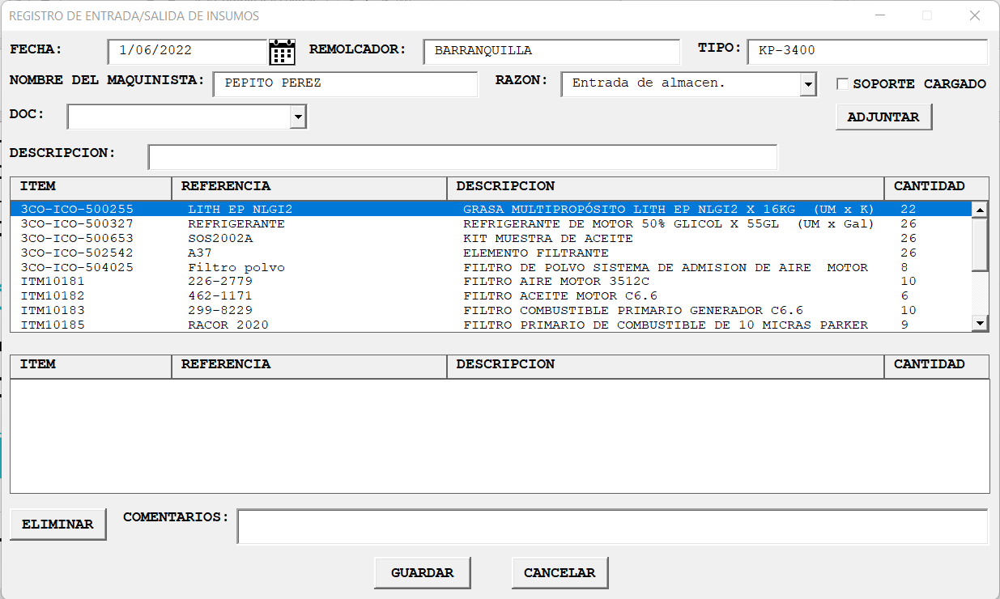 REGISTRO DE ENTRADA/SALIDA DE INSUMOS
FECHA: 1/06/2022 REMOLCADOR: BARRANQUILLA TIPO: KP-3400
NOMBRE DEL MAQUINISTA: PEPITO PEREZ RAZON: Entrada de almacen. SOPORTE CARGADO
DOC: ADJUNTAR
DESCRIPCION:
ITEM REFERENCIA DESCRIPCION CANTIDAD
3CO-ICO-500255 LITH EP NLGI2 GRASA MULTIPROPÓSITO LITH EP NLGI2 X 16KG (UM x K) 22
3CO-ICO-500327 REFRIGERANTE REFRIGERANTE DE MOTOR 50% GLICOL X 55GL (UM x Gal) 26
3CO-ICO-500653 SOS2002A KIT MUESTRA DE ACEITE 26
3CO-ICO-502542 A37 ELEMENTO FILTRANTE 26
3CO-ICO-504025 Filtro polvo FILTRO DE POLVO SISTEMA DE ADMISION DE AIRE MOTOR 8
ITM10181 226-2779 FILTRO AIRE MOTOR 3512C 10
ITM10182 462-1171 FILTRO ACEITE MOTOR C6.6 6
ITM10183 299-8229 FILTRO COMBUSTIBLE PRIMARIO GENERADOR C6.6 10
ITM10185 RACOR 2020 FILTRO PRIMARIO DE COMBUSTIBLE DE 10 MICRAS PARKER 9
ITEM REFERENCIA DESCRIPCION CANTIDAD
ELIMINAR COMENTARIOS:
GUARDAR CANCELAR